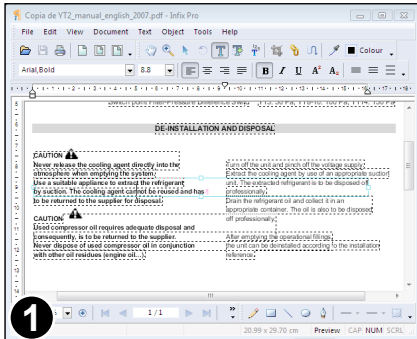 Copia de YT2_manual_english_2007.pdf - Infix Pro
File Edit View Document Text Object Tools Help
Colour
Arial,Bold 8.8 B I U A² A₂
DE-INSTALLATION AND DISPOSAL
CAUTION
Never release the cooling agent directly into the
atmosphere when emptying the system.
Use a suitable appliance to extract the refrigerant
by suction. The cooling agent cannot be reused and has
to be returned to the supplier for disposal.
CAUTION
Used compressor oil requires adequate disposal and
consequently, is to be returned to the supplier.
Never dispose of used compressor oil in conjunction
with other oil residues (engine oil...).
Turn off the unit and pinch off the voltage supply.
Extract the cooling agent by use of an appropriate suction
unit. The extracted refrigerant is to be disposed off
professionally.
Drain the refrigerant oil and collect it in an
appropriate container. The oil is also to be disposed
off professionally.
After emptying the operational fillings,
the unit can be deinstalled according to the installation
reference.
1
1 / 1
20.99 x 29.70 cm Preview CAP NUM SCRL